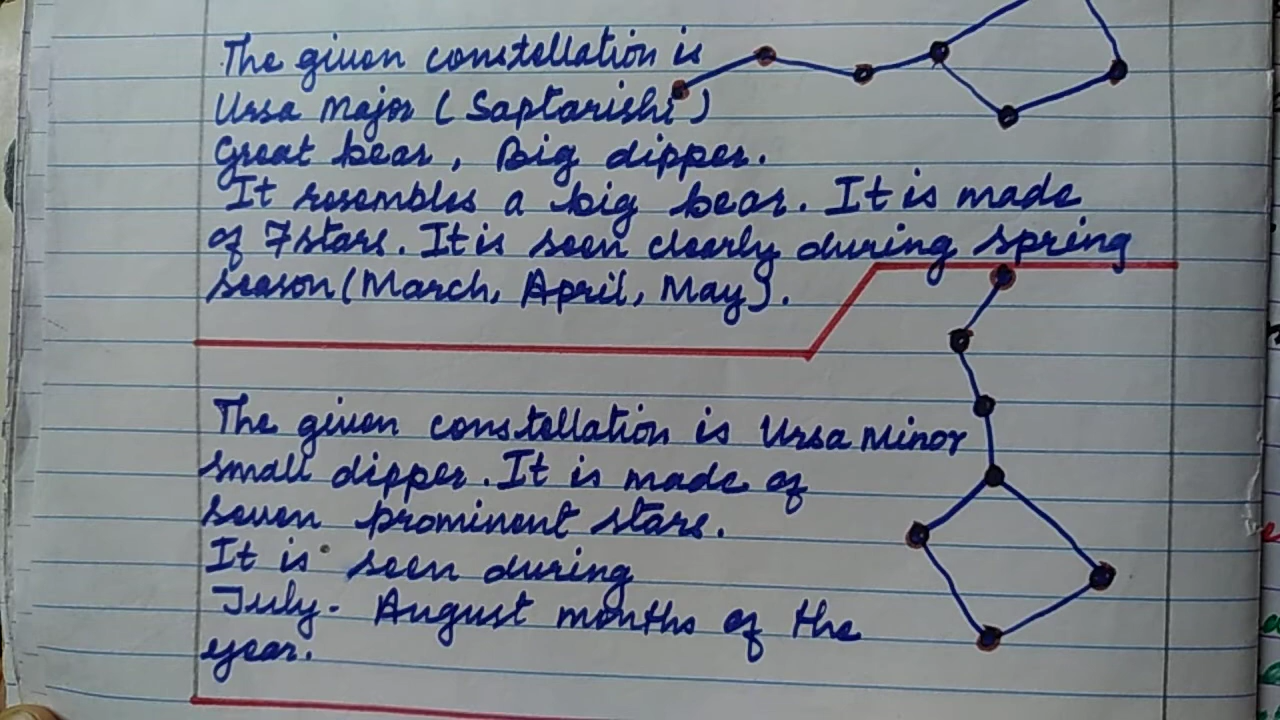 The given constellation is
Ursa Major (Saptarishi)
Great bear, Big dipper.
It resembles a big bear. It is made
of 7 stars. It is seen clearly during spring
season (March, April, May).
The given constellation is Ursa Minor
small dipper. It is made of
seven prominent stars.
It is seen during
July - August months of the
year.